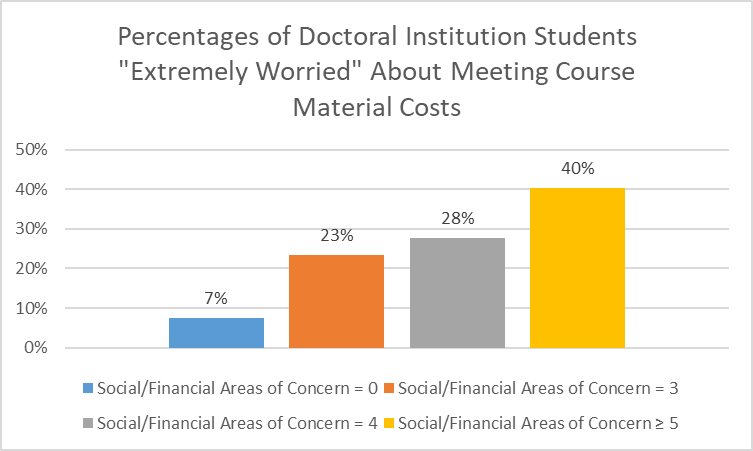 Percentages of Doctoral Institution Students
"Extremely Worried" About Meeting Course
Material Costs
50%
40%
30%
20%
10%
0%
7%
23%
28%
40%
Social/Financial Areas of Concern = 0 Social/Financial Areas of Concern = 3
Social/Financial Areas of Concern = 4 Social/Financial Areas of Concern ≥ 5